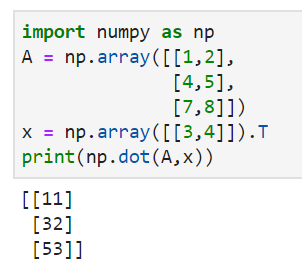 import numpy as np
A = np.array([[1,2],
              [4,5],
              [7,8]])
x = np.array([[3,4]]).T
print(np.dot(A,x))
[[11]
 [32]
 [53]]